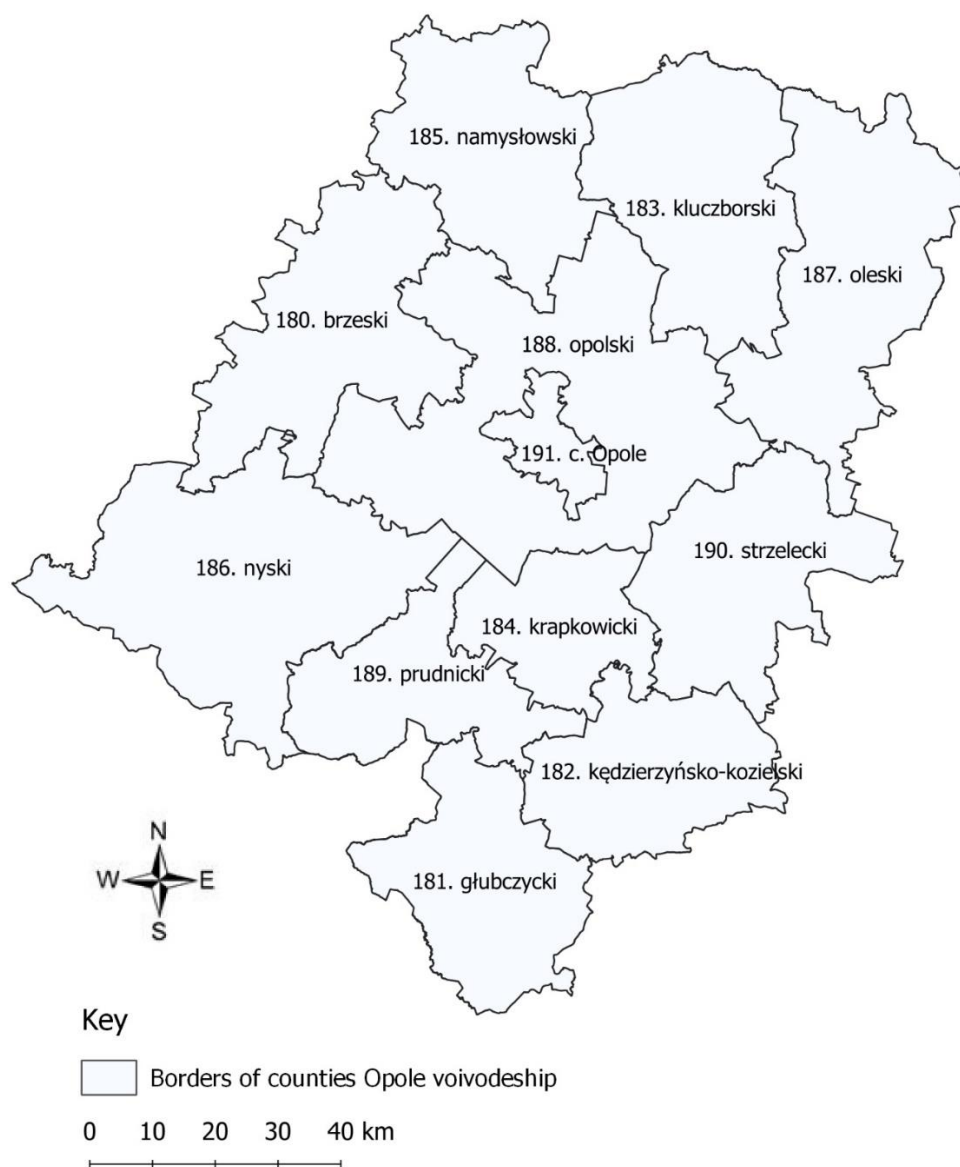 185. namysłowski
183. kluczborski
187. oleski
180. brzeski
188. opolski
191. c. Opole
190. strzelecki
186. nyski
184. krapkowicki
189. prudnicki
182. kędzierzyńsko-kozielski
181. głubczycki
N
W E
S
Key
Borders of counties Opole voivodeship
0 10 20 30 40 km